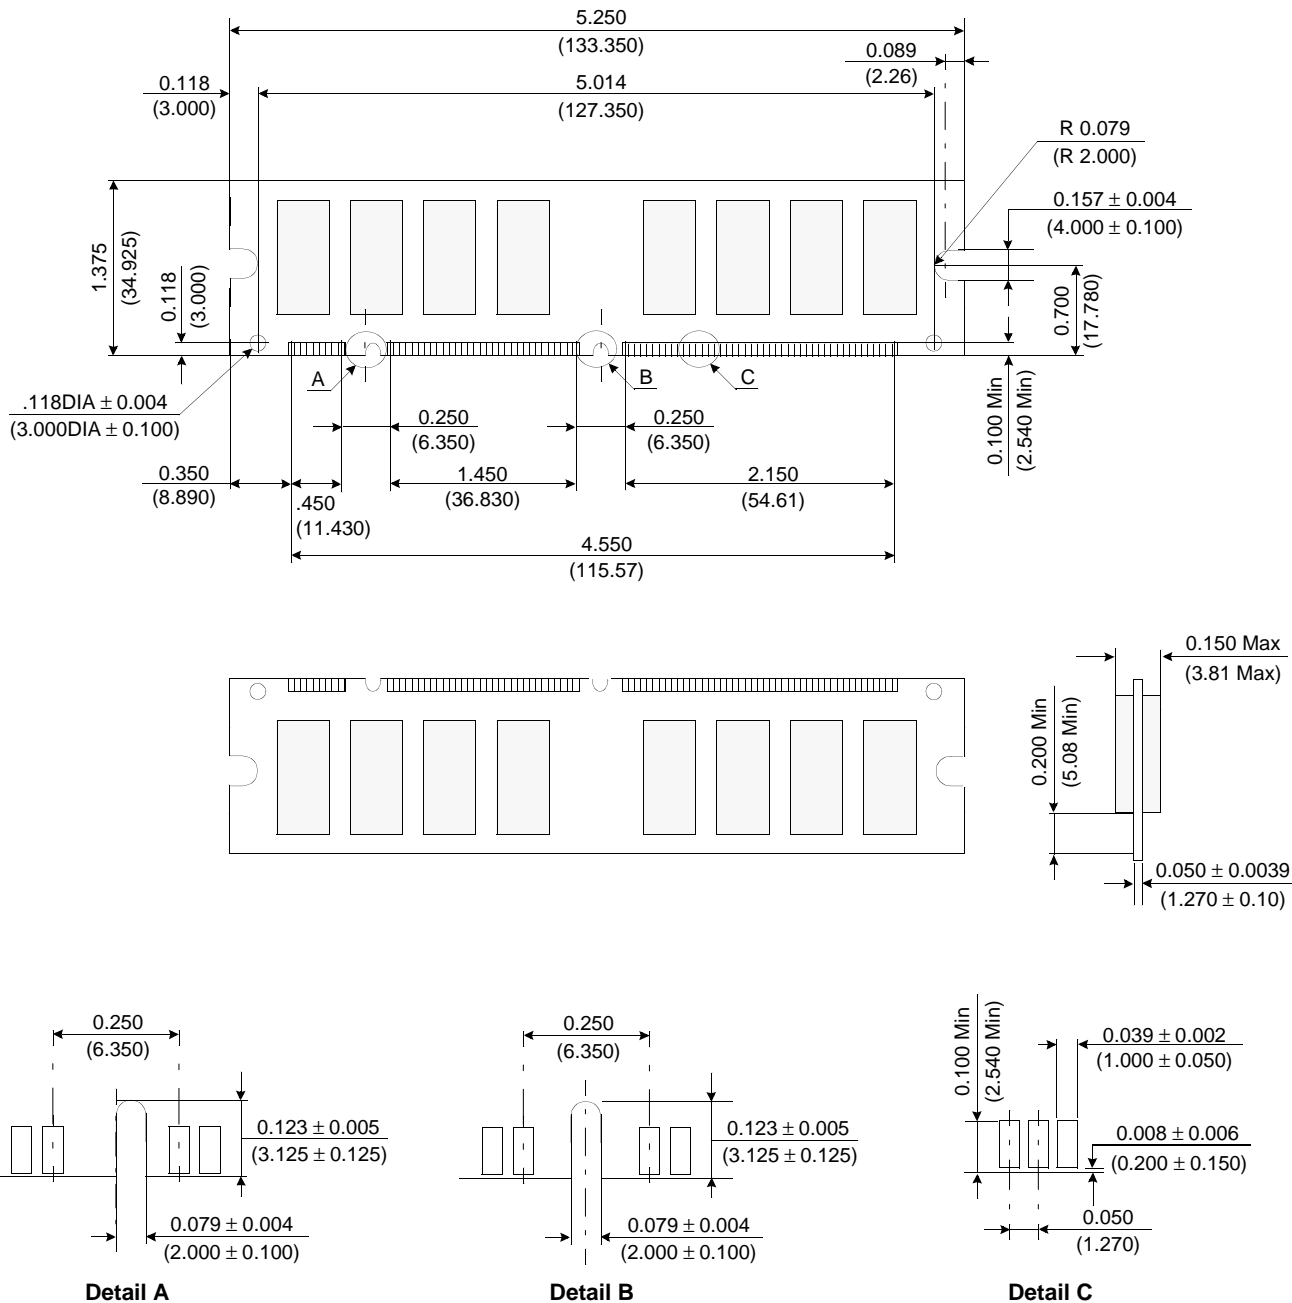 5.250
(133.350)
0.089
(2.26)
0.118
(3.000)
5.014
(127.350)
R 0.079
(R 2.000)
0.157 ± 0.004
(4.000 ± 0.100)
1.375
(34.925)
0.118
(3.000)
0.700
(17.780)
A
B
C
.118DIA ± 0.004
(3.000DIA ± 0.100)
0.250
(6.350)
0.250
(6.350)
0.100 Min
(2.540 Min)
0.350
(8.890)
.450
(11.430)
1.450
(36.830)
2.150
(54.61)
4.550
(115.57)
0.150 Max
(3.81 Max)
0.200 Min
(5.08 Min)
0.050 ± 0.0039
(1.270 ± 0.10)
0.250
(6.350)
0.123 ± 0.005
(3.125 ± 0.125)
0.079 ± 0.004
(2.000 ± 0.100)
Detail A
0.250
(6.350)
0.123 ± 0.005
(3.125 ± 0.125)
0.079 ± 0.004
(2.000 ± 0.100)
Detail B
0.100 Min
(2.540 Min)
0.039 ± 0.002
(1.000 ± 0.050)
0.008 ± 0.006
(0.200 ± 0.150)
0.050
(1.270)
Detail C